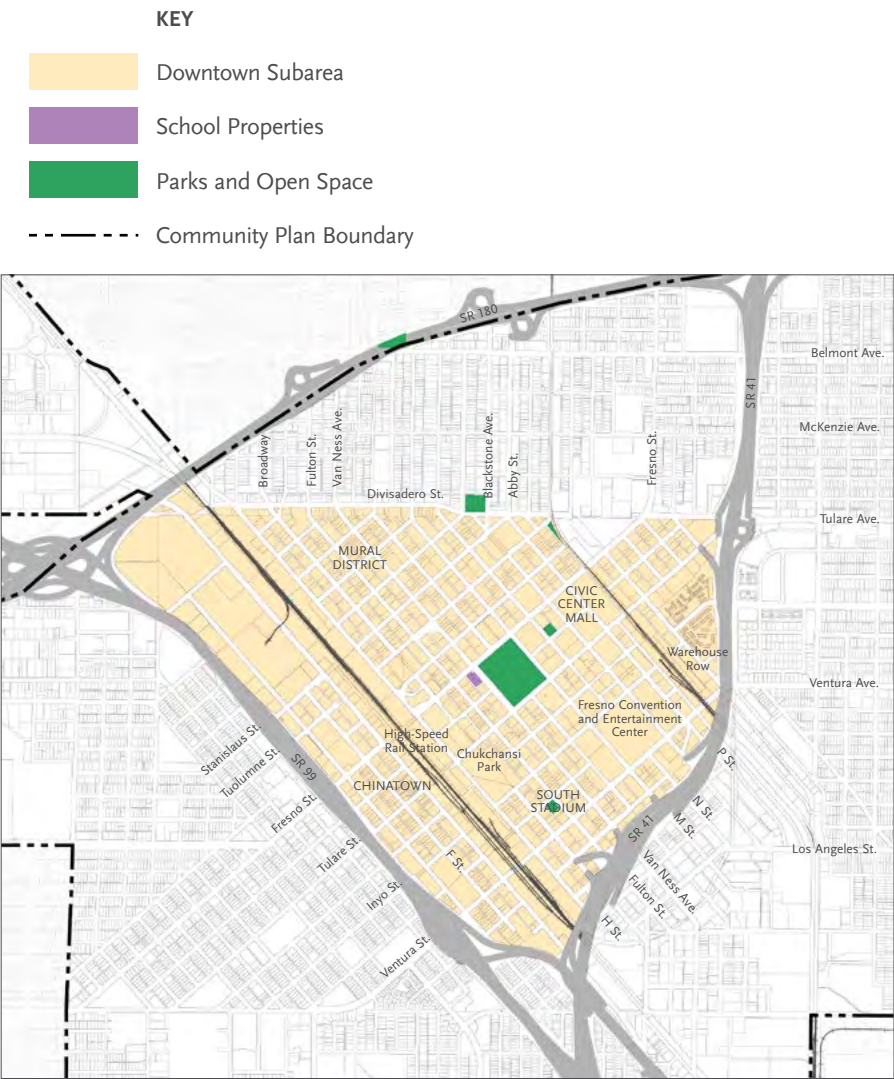 KEY
Downtown Subarea
School Properties
Parks and Open Space
Community Plan Boundary
SR 180
Belmont Ave.
SR 41
McKenzie Ave.
Broadway
Fulton St.
Van Ness Ave.
Blackstone Ave.
Abby St.
Fresno St.
Divisadero St.
Tulare Ave.
MURAL
DISTRICT
CIVIC
CENTER
MALL
Warehouse
Row
Ventura Ave.
Fresno Convention
and Entertainment
Center
High-Speed
Rail Station
Chukchansi
Park
Stanislaus St.
Tuolumne St.
SR 99
CHINATOWN
SOUTH
STADIUM
P St.
N St.
M St.
SR 41
Fresno St.
Tulare St.
F St.
Los Angeles St.
Van Ness Ave.
Fulton St.
Inyo St.
H St.
Ventura St.